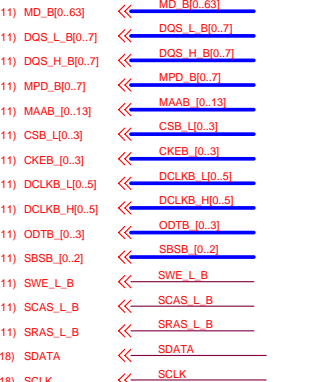 11) MD_B[0..63] MD_B[0..63]
11) DQS_L_B[0..7] DQS_L_B[0..7]
11) DQS_H_B[0..7] DQS_H_B[0..7]
11) MPD_B[0..7] MPD_B[0..7]
11) MAAB_[0..13] MAAB_[0..13]
11) CSB_L[0..3] CSB_L[0..3]
11) CKEB_[0..3] CKEB_[0..3]
11) DCLKB_L[0..5] DCLKB_L[0..5]
11) DCLKB_H[0..5] DCLKB_H[0..5]
11) ODTB_[0..3] ODTB_[0..3]
11) SBSB_[0..2] SBSB_[0..2]
11) SWE_L_B SWE_L_B
11) SCAS_L_B SCAS_L_B
11) SRAS_L_B SRAS_L_B
18) SDATA SDATA
18) SCLK SCLK